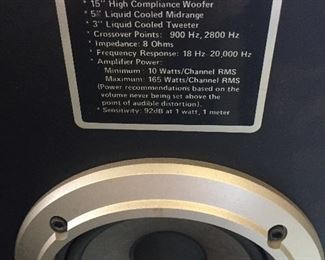 * 15" High Compliance Woofer
* 5¼" Liquid Cooled Midrange
* 3" Liquid Cooled Tweeter
* Crossover Points: 900 Hz, 2800 Hz
* Impedance: 8 Ohms
* Frequency Response: 18 Hz 20,000 Hz
* Amplifier Power:
Minimum: 10 Watts/Channel RMS
Maximum: 165 Watts/Channel RMS
(Power recommendations based on the
volume never being set above the
point of audible distortion).
* Sensitivity: 92dB at 1 watt, 1 meter